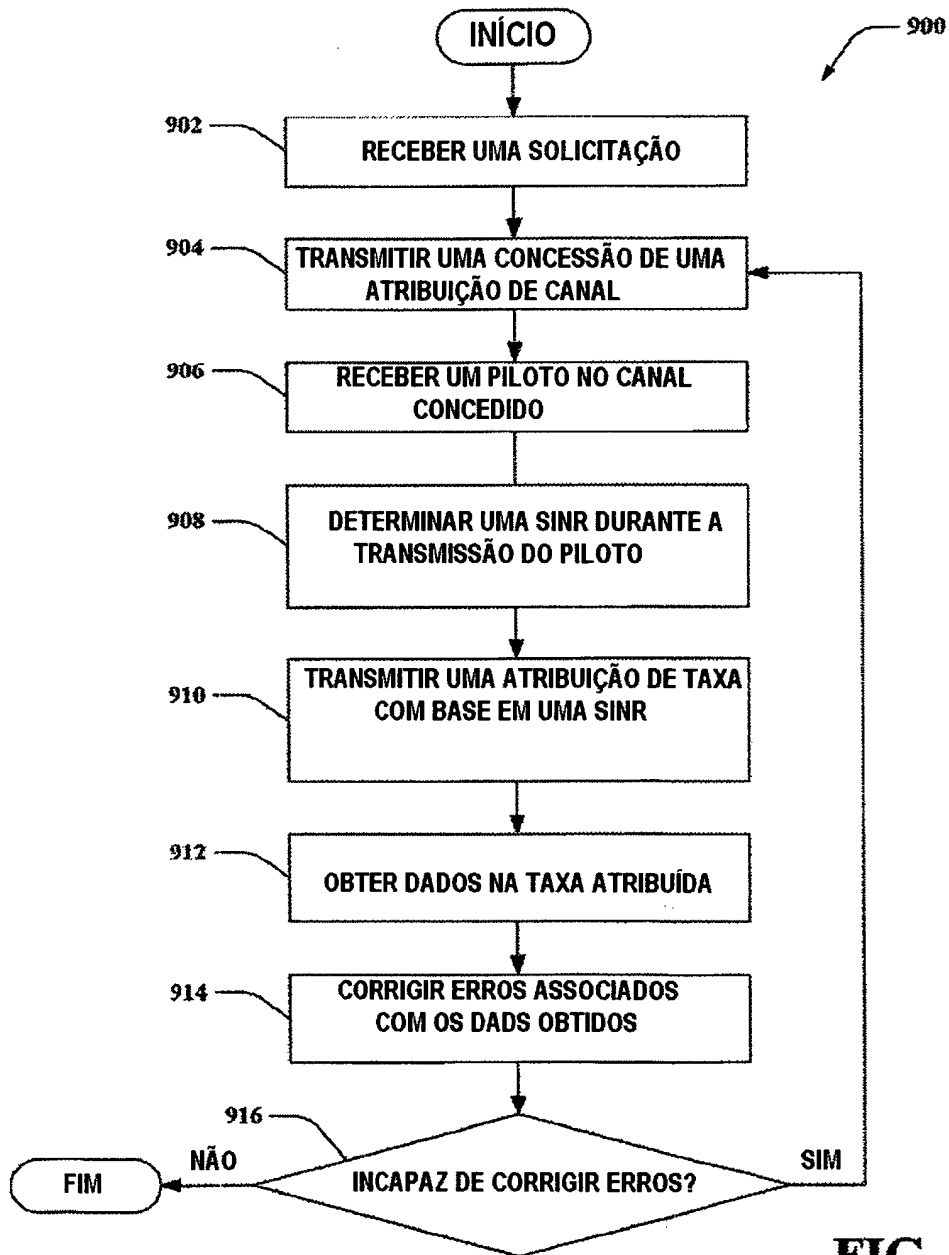 INÍCIO
900
902
RECEBER UMA SOLICITAÇÃO
904
TRANSMITIR UMA CONCESSÃO DE UMA
ATRIBUIÇÃO DE CANAL
906
RECEBER UM PILOTO NO CANAL
CONCEDIDO
908
DETERMINAR UMA SINR DURANTE A
TRANSMISSÃO DO PILOTO
910
TRANSMITIR UMA ATRIBUIÇÃO DE TAXA
COM BASE EM UMA SINR
912
OBTER DADOS NA TAXA ATRIBUÍDA
914
CORRIGIR ERROS ASSOCIADOS
COM OS DADS OBTIDOS
916
NÃO
SIM
FIM
INCAPAZ DE CORRIGIR ERROS?
FIG